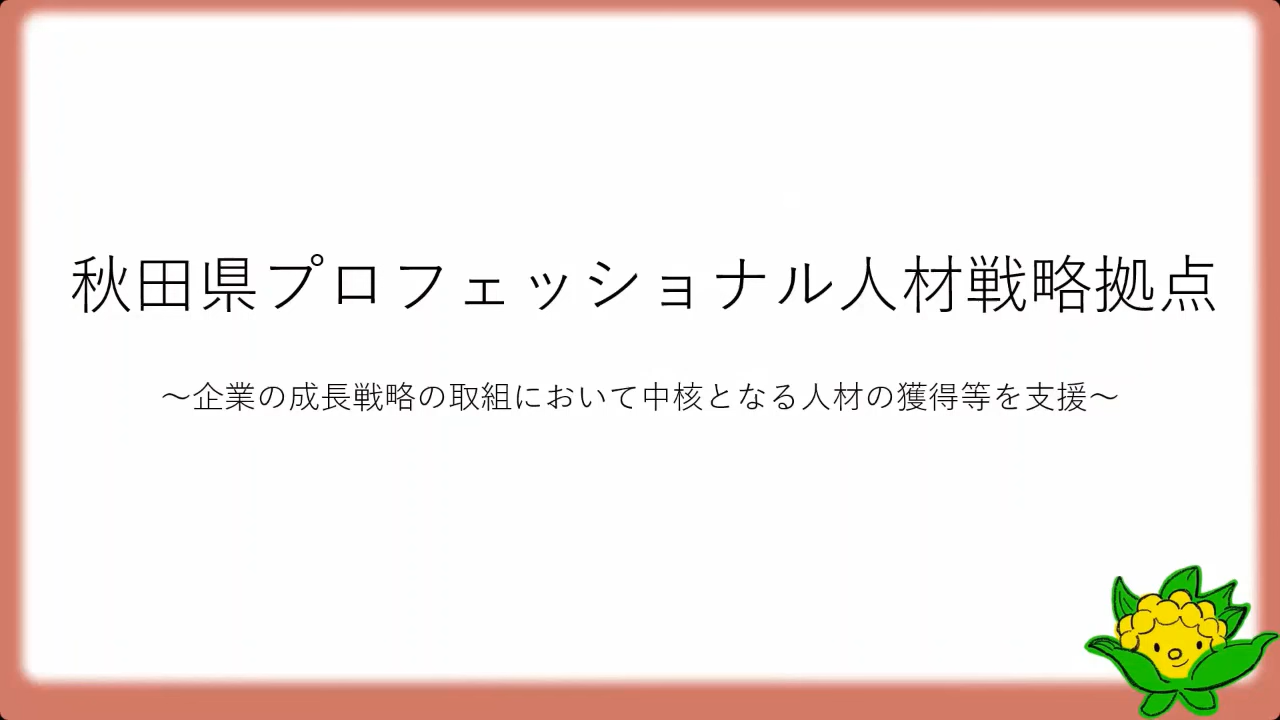 秋田県プロフェッショナル人材戦略拠点
～企業の成長戦略の取組において中核となる人材の獲得等を支援～